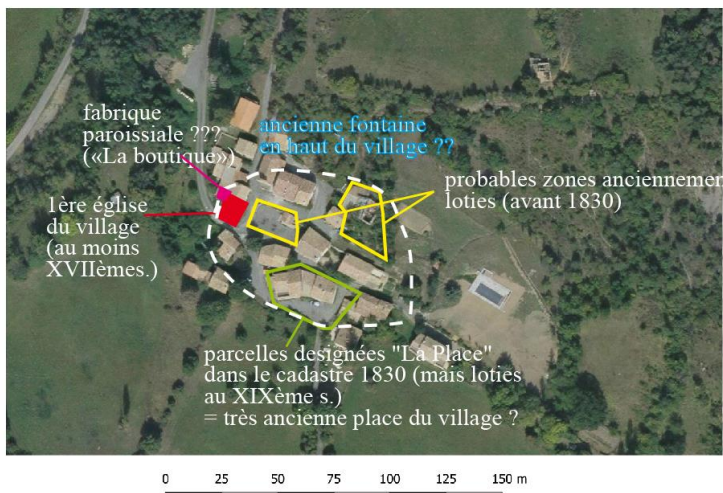 fabrique
paroissiale ???
(«La boutique»)
ancienne fontaine
en haut du village ??
1ère église
du village
(au moins
XVIIèmes.)
probables zones anciennemer
loties (avant 1830)
parcelles designées "La Place"
dans le cadastre 1830 (mais loties
au XIXème s.)
= très ancienne place du village ?
0 25 50 75 100 125 150 m